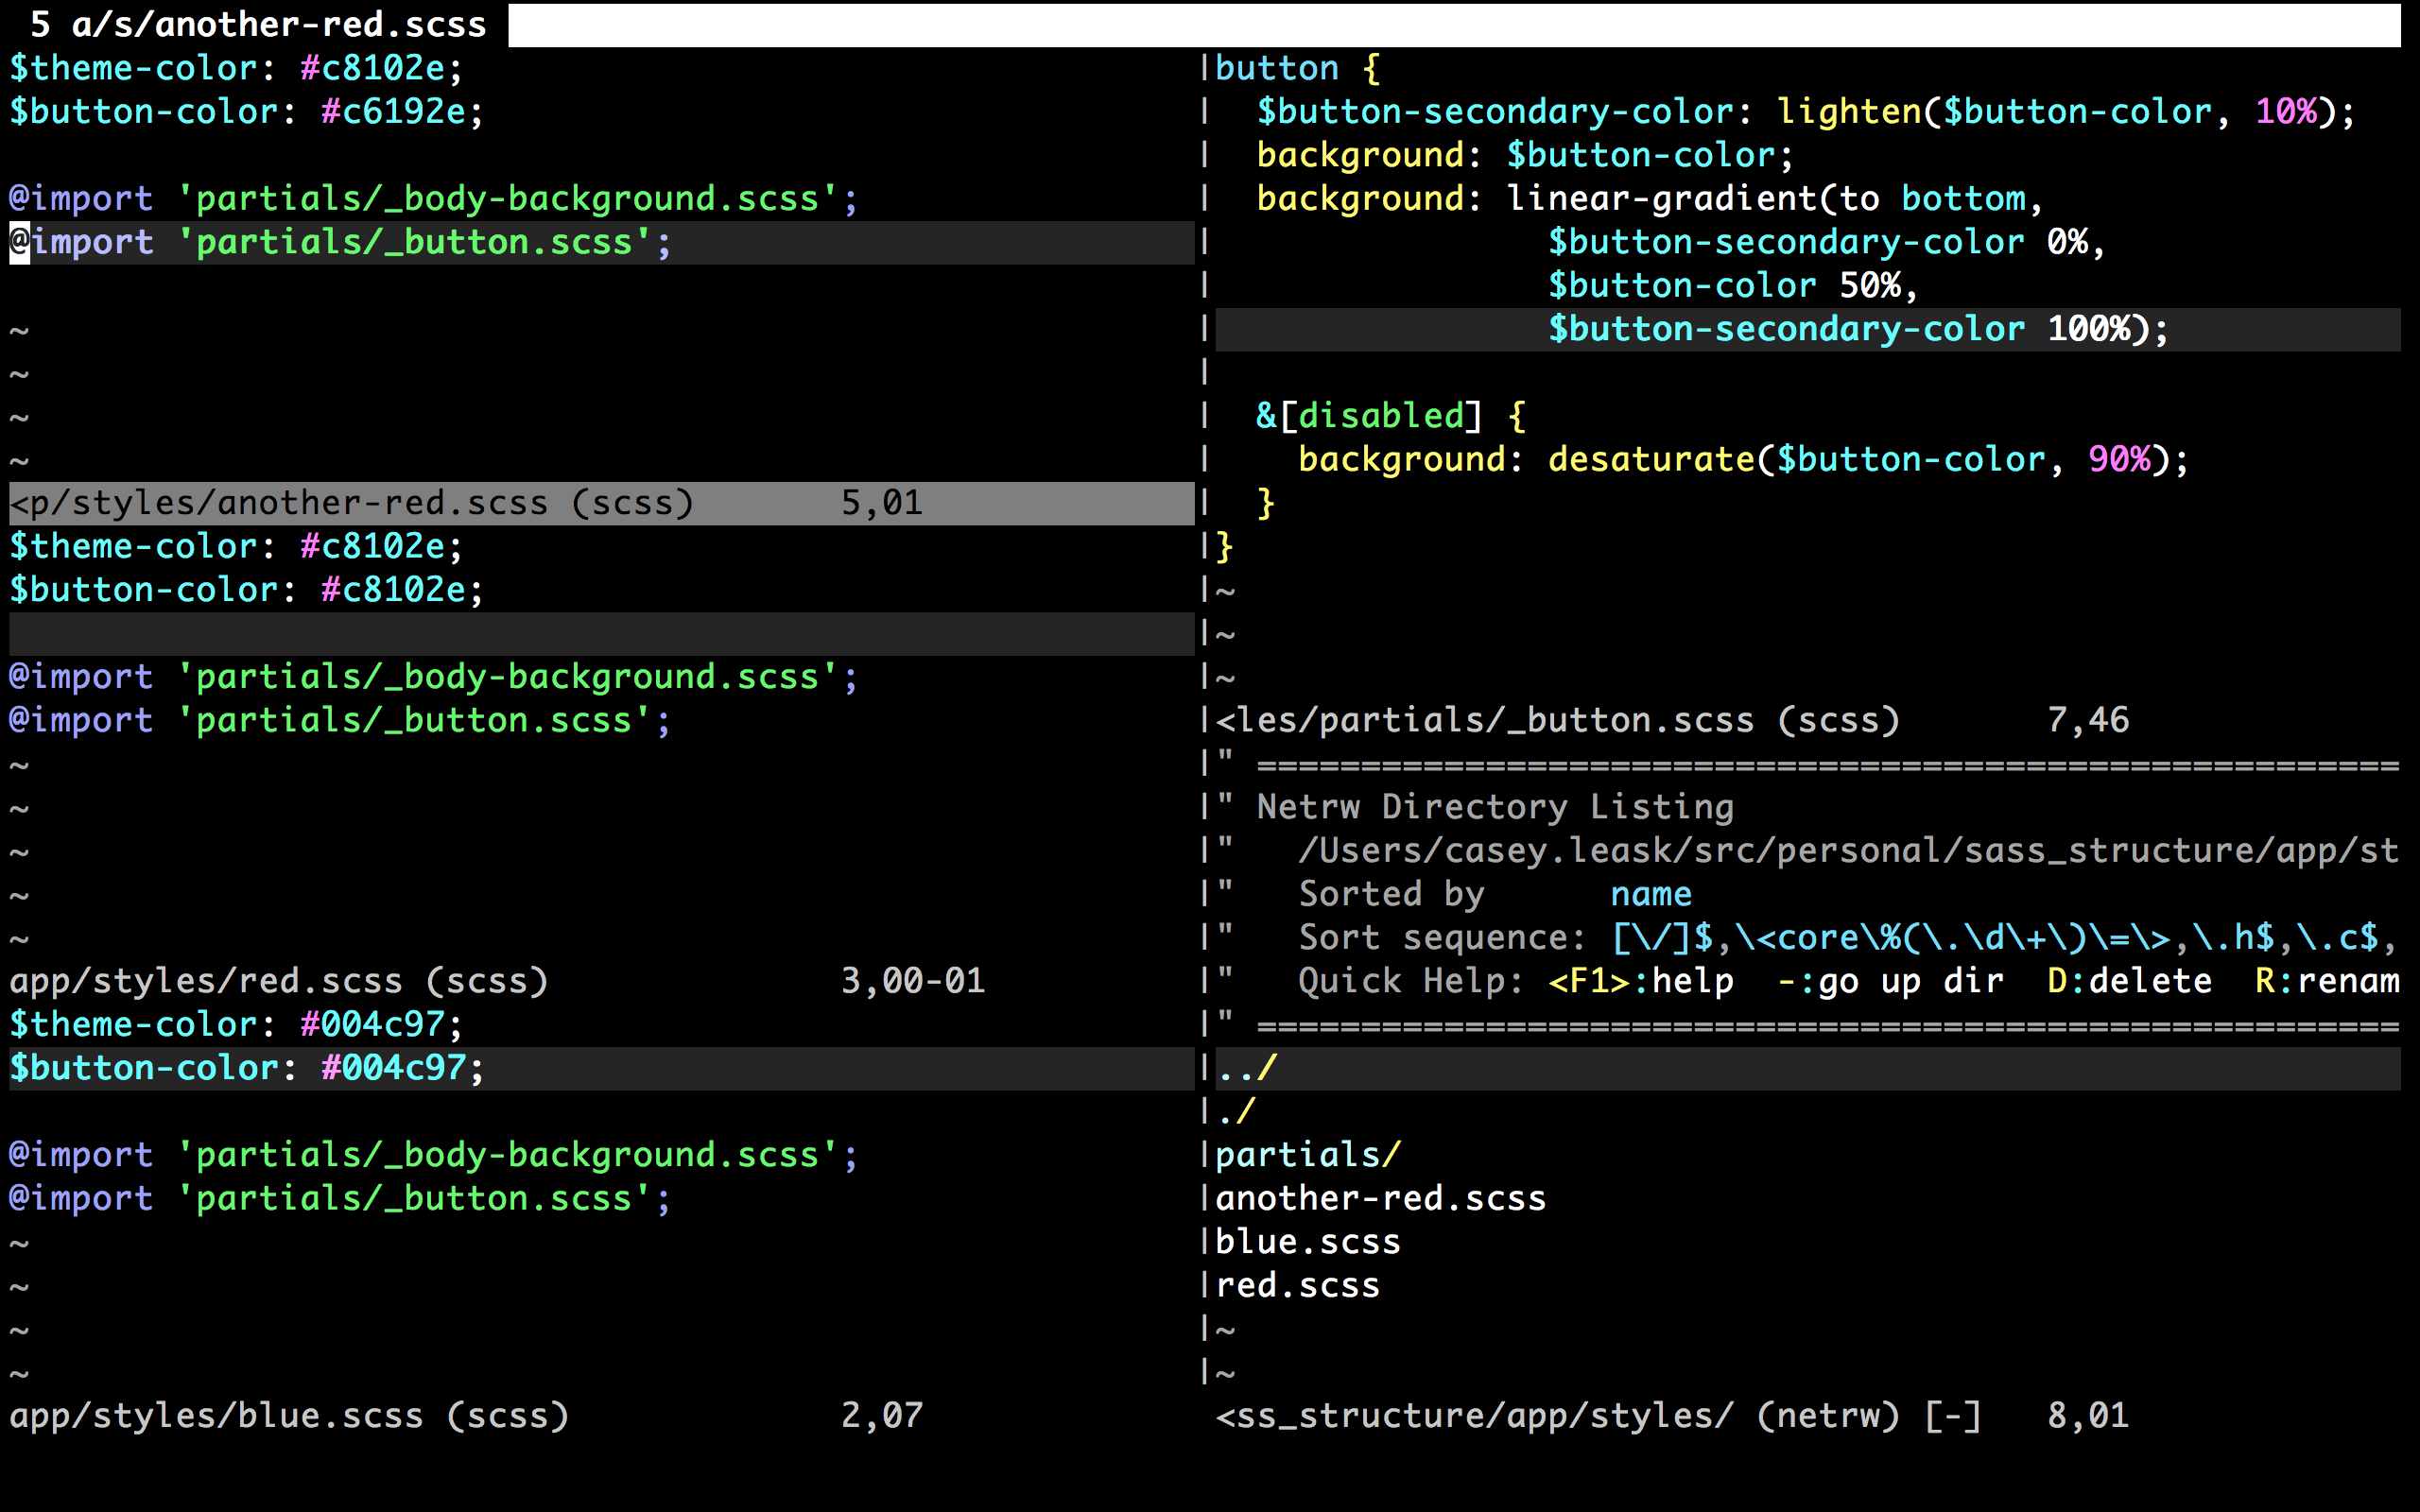 5 a/s/another-red.scss
$theme-color: #c8102e;
$button-color: #c6192e;
@import 'partials/_body-background.scss';
@import 'partials/_button.scss';
~
~
~
~
<p/styles/another-red.scss (scss)       5,01
$theme-color: #c8102e;
$button-color: #c8102e;
@import 'partials/_body-background.scss';
@import 'partials/_button.scss';
~
~
~
~
~
app/styles/red.scss (scss)              3,00-01
$theme-color: #004c97;
$button-color: #004c97;
@import 'partials/_body-background.scss';
@import 'partials/_button.scss';
~
~
~
~
app/styles/blue.scss (scss)             2,07
|button {
|  $button-secondary-color: lighten($button-color, 10%);
|  background: $button-color;
|  background: linear-gradient(to bottom,
|                $button-secondary-color 0%,
|                $button-color 50%,
|                $button-secondary-color 100%);
|
|  &[disabled] {
|    background: desaturate($button-color, 90%);
|  }
|}
|~
|~
|~
|<les/partials/_button.scss (scss)       7,46
|" =======================================================
|" Netrw Directory Listing
|"   /Users/casey.leask/src/personal/sass_structure/app/st
|"   Sorted by      name
|"   Sort sequence: [\/]$,\<core\%(\.\d\+\)\=\>,\.h$,\.c$,
|"   Quick Help: <F1>:help  -:go up dir  D:delete  R:renam
|" =======================================================
|../
|./
|partials/
|another-red.scss
|blue.scss
|red.scss
|~
|~
<ss_structure/app/styles/ (netrw) [-]   8,01